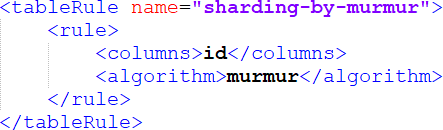 <tableRule name="sharding-by-murmur">
<rule>
<columns>id</columns>
<algorithm>murmur</algorithm>
</rule>
</tableRule>